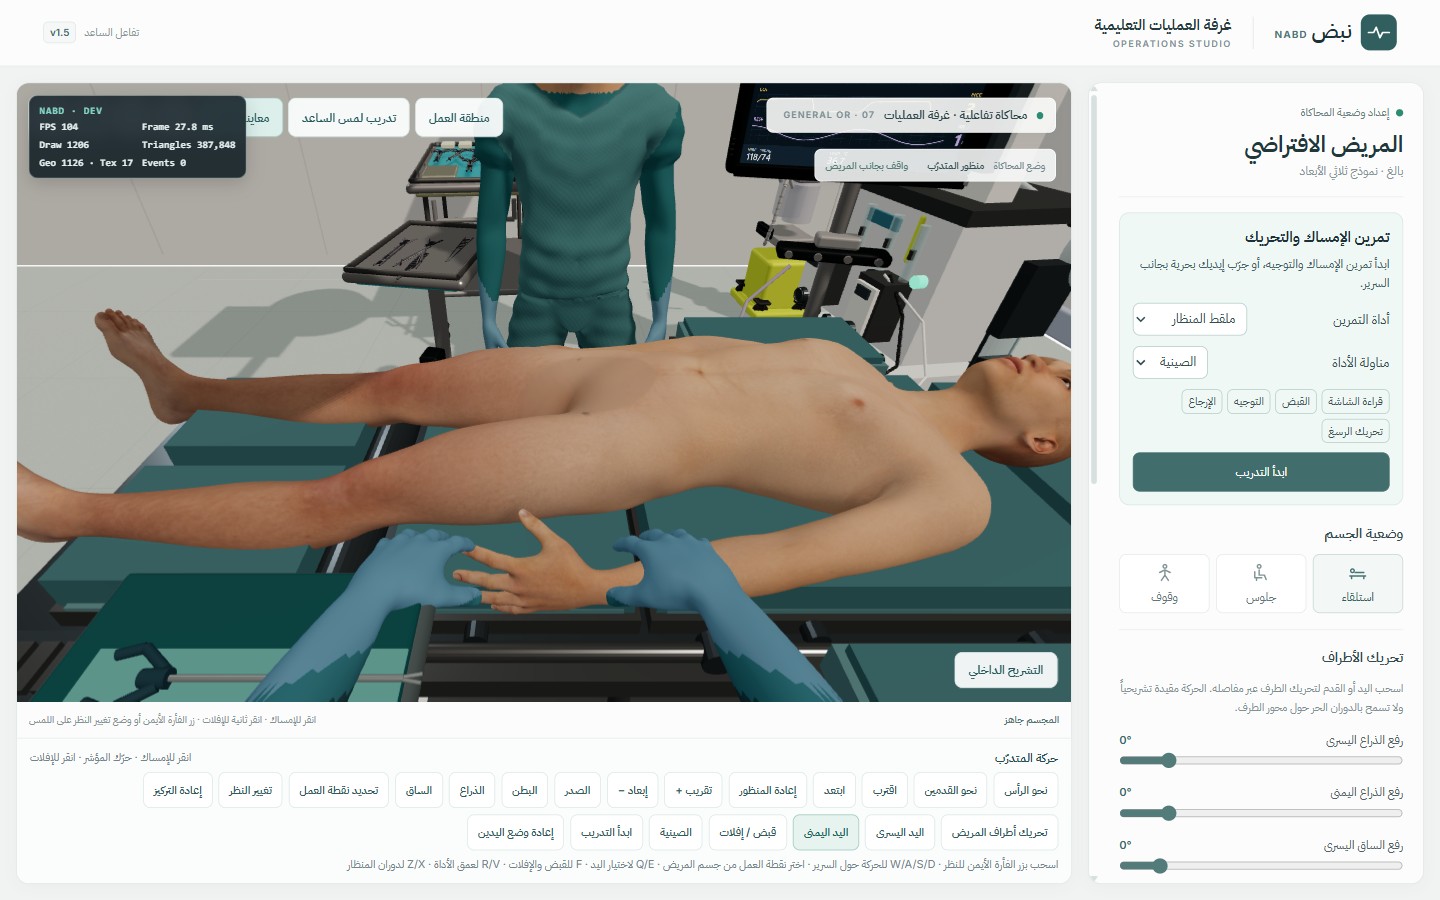 نبض NABD
غرفة العمليات التعليمية
OPERATIONS STUDIO
تفاعل الساعد v1.5
إعداد وضعية المحاكاة
المريض الافتراضي
بالغ · نموذج ثلاثي الأبعاد
تمرين الإمساك والتحريك
ابدأ تمرين الإمساك والتوجيه، أو جرّب إيديك بحرية بجانب
السرير.
أداة التمرين
ملقط المنظار
مناولة الأداة
الصينية
قراءة الشاشة
القبض
التوجيه
الإرجاع
تحريك الرسغ
ابدأ التدريب
وضعية الجسم
استلقاء
جلوس
وقوف
تحريك الأطراف
اسحب اليد أو القدم لتحريك الطرف عبر مفاصله. الحركة مقيدة تشريحياً
ولا تسمح بالدوران الحر حول محور الطرف.
رفع الذراع اليسرى 0°
رفع الذراع اليمنى 0°
رفع الساق اليسرى 0°
محاكاة تفاعلية · غرفة العمليات GENERAL OR · 07
وضع المحاكاة منظور المتدرّب واقف بجانب المريض
منطقة العمل
تدريب لمس الساعد
NABD · DEV
FPS 104 Frame 27.8 ms
Draw 1206 Triangles 387,848
Geo 1126 · Tex 17 Events 0
118/74
التشريح الداخلي
المجسم جاهز
انقر للإمساك · انقر ثانية للإفلات · زر الفأرة الأيمن أو وضع تغيير النظر على اللمس
حركة المتدرّب
انقر للإمساك · حرّك المؤشر · انقر للإفلات
نحو الرأس
نحو القدمين
اقترب
ابتعد
إعادة المنظور
تقريب +
إبعاد −
الصدر
البطن
الذراع
الساق
تحديد نقطة العمل
تغيير النظر
إعادة التركيز
تحريك أطراف المريض
اليد اليسرى
اليد اليمنى
قبض / إفلات
الصينية
ابدأ التدريب
إعادة وضع اليدين
اسحب بزر الفأرة الأيمن للنظر · W/A/S/D للحركة حول السرير · اختر نقطة العمل من جسم المريض · Q/E لاختيار اليد · F للقبض والإفلات · R/V لعمق الأداة · Z/X لدوران المنظار